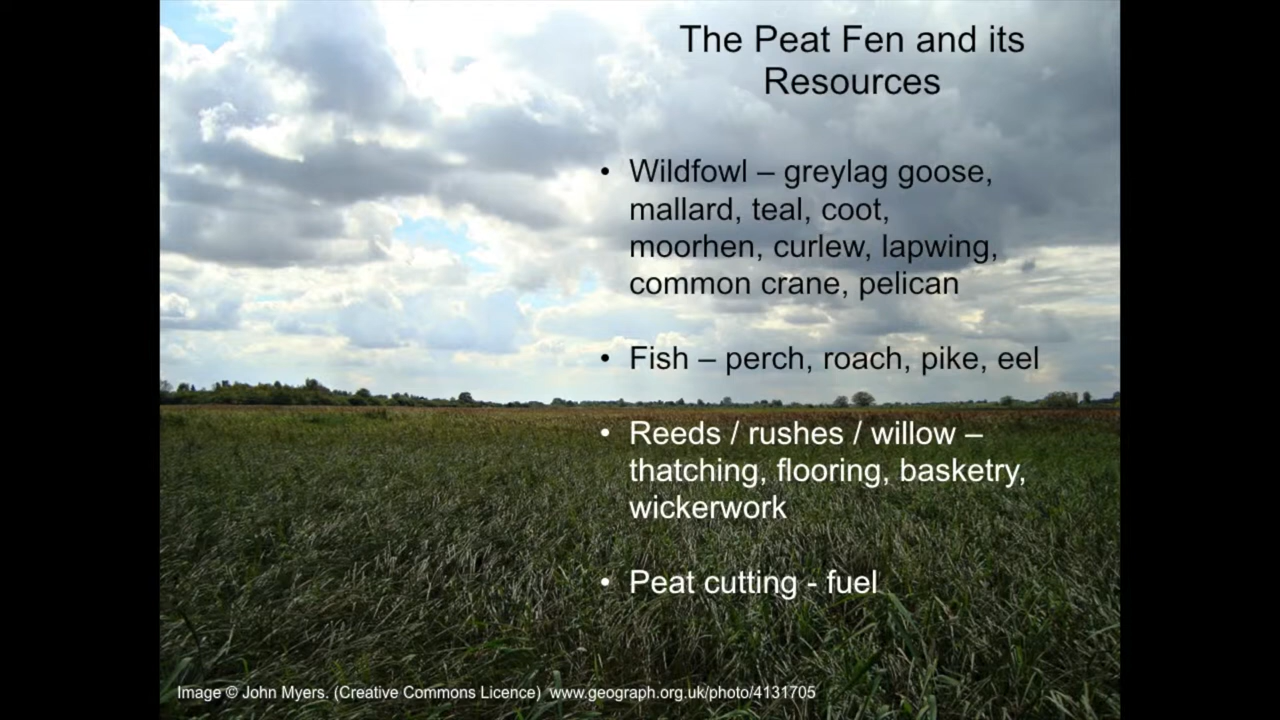 The Peat Fen and its
Resources
• Wildfowl – greylag goose,
mallard, teal, coot,
moorhen, curlew, lapwing,
common crane, pelican
• Fish – perch, roach, pike, eel
• Reeds / rushes / willow –
thatching, flooring, basketry,
wickerwork
• Peat cutting - fuel
Image © John Myers. (Creative Commons Licence)  www.geograph.org.uk/photo/4131705